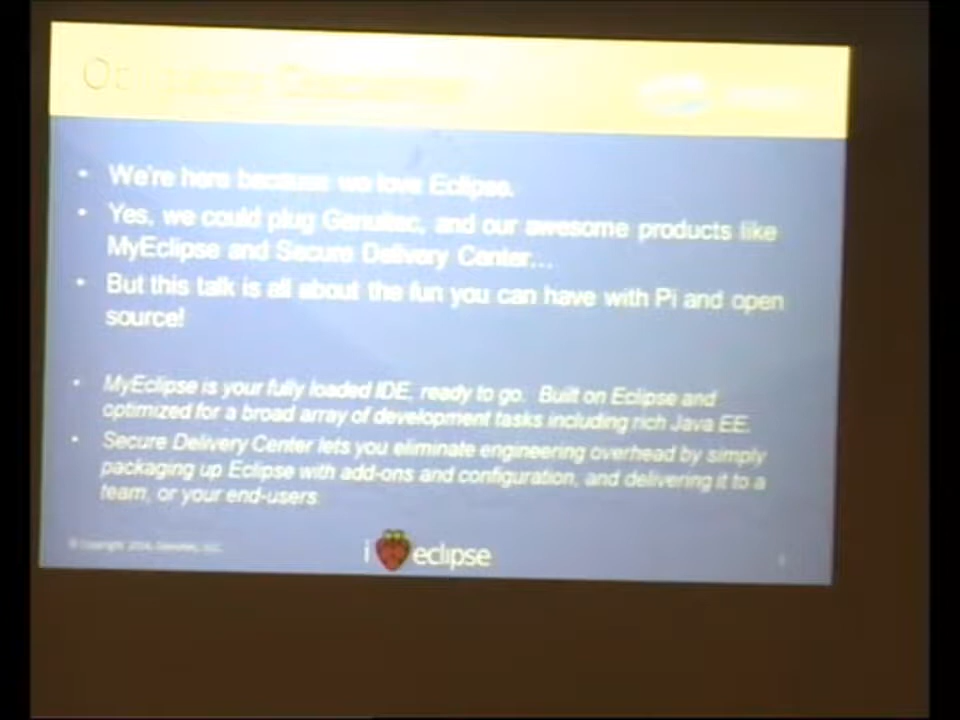 • We're here because we love Eclipse.
• Yes, we could plug Genuitec, and our awesome products like
MyEclipse and Secure Delivery Center...
• But this talk is all about the fun you can have with Pi and open
source!
• MyEclipse is your fully loaded IDE, ready to go. Built on Eclipse and
optimized for a broad array of development tasks including rich Java EE.
• Secure Delivery Center lets you eliminate engineering overhead by simply
packaging up Eclipse with add-ons and configuration, and delivering it to a
team, or your end-users
i eclipse